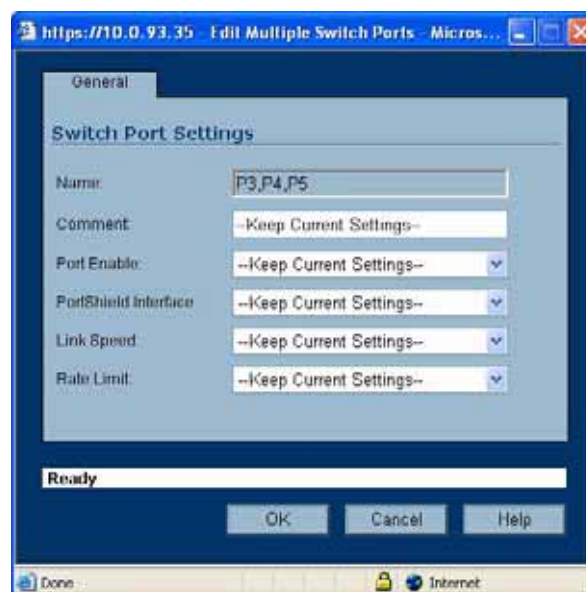 https://10.0.93.35 - Edit Multiple Switch Ports - Micros...
General
Switch Port Settings
Name: P3,P4,P5
Comment: --Keep Current Settings--
Port Enable: --Keep Current Settings--
PortShield Interface --Keep Current Settings--
Link Speed: --Keep Current Settings--
Rate Limit: --Keep Current Settings--
Ready
OK Cancel Help
Done Internet